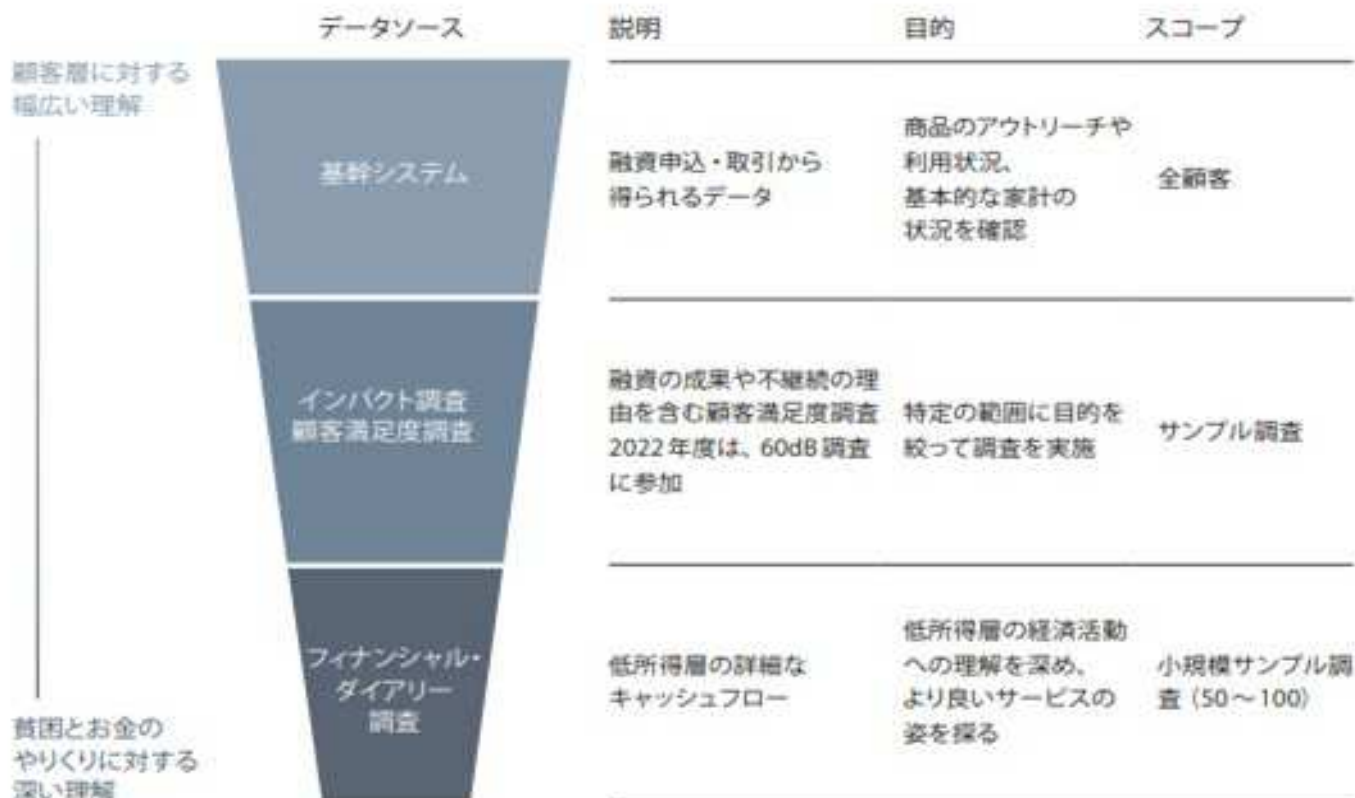 データソース
説明
目的
スコープ
顧客層に対する
幅広い理解
基幹システム
融資申込・取引から
得られるデータ
商品のアウトリーチや
利用状況、
基本的な家計の
状況を確認
全顧客
インパクト調査
顧客満足度調査
融資の成果や不継続の理
由を含む顧客満足度調査
2022年度は、60dB調査
に参加
特定の範囲に目的を
絞って調査を実施
サンプル調査
フィナンシャル・
ダイアリー
調査
低所得層の詳細な
キャッシュフロー
低所得層の経済活動
への理解を深め、
より良いサービスの
姿を探る
小規模サンプル調
査（50～100）
貧困とお金の
やりくりに対する
深い理解